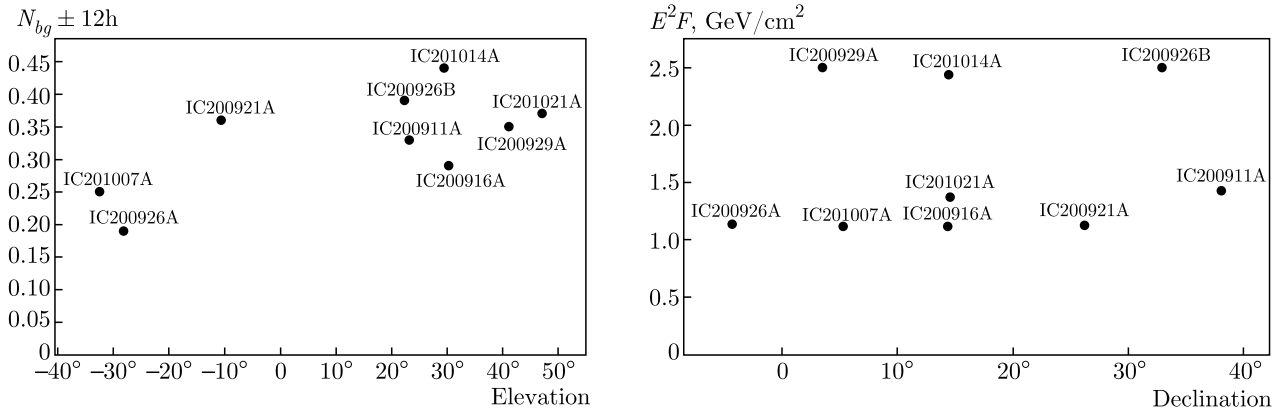 N_bg ± 12h
0.45
0.40
0.35
0.30
0.25
0.20
0.15
0.10
0.05
0
IC201014A
IC200926B
IC201021A
IC200921A
IC200911A
IC200929A
IC200916A
IC201007A
IC200926A
−40° −30° −20° −10° 0 10° 20° 30° 40° 50°
Elevation
E²F, GeV/cm²
2.5
2.0
1.5
1.0
0.5
0
IC200929A
IC201014A
IC200926B
IC200911A
IC201021A
IC200926A
IC201007A
IC200916A
IC200921A
0 10° 20° 30° 40°
Declination